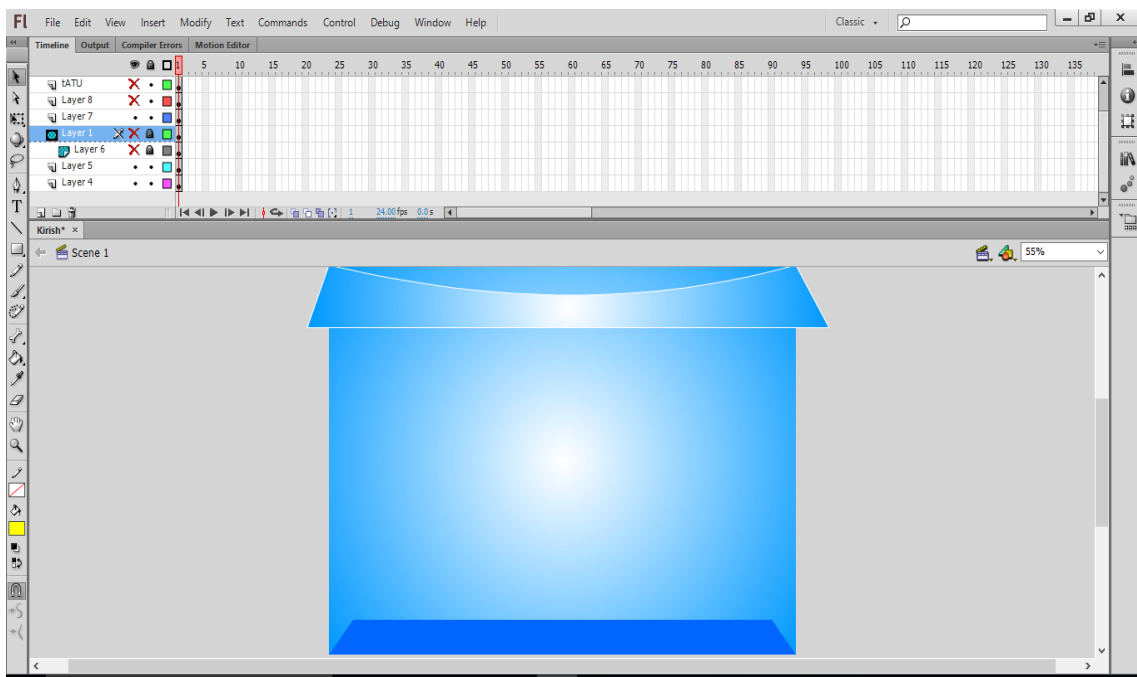 Fl File Edit View Insert Modify Text Commands Control Debug Window Help Classic
Timeline Output Compiler Errors Motion Editor
1 5 10 15 20 25 30 35 40 45 50 55 60 65 70 75 80 85 90 95 100 105 110 115 120 125 130 135
tATU
Layer 8
Layer 7
Layer 1
Layer 6
Layer 5
Layer 4
1 24.00 fps 0.0 s
Kirish* ×
Scene 1 55%
T